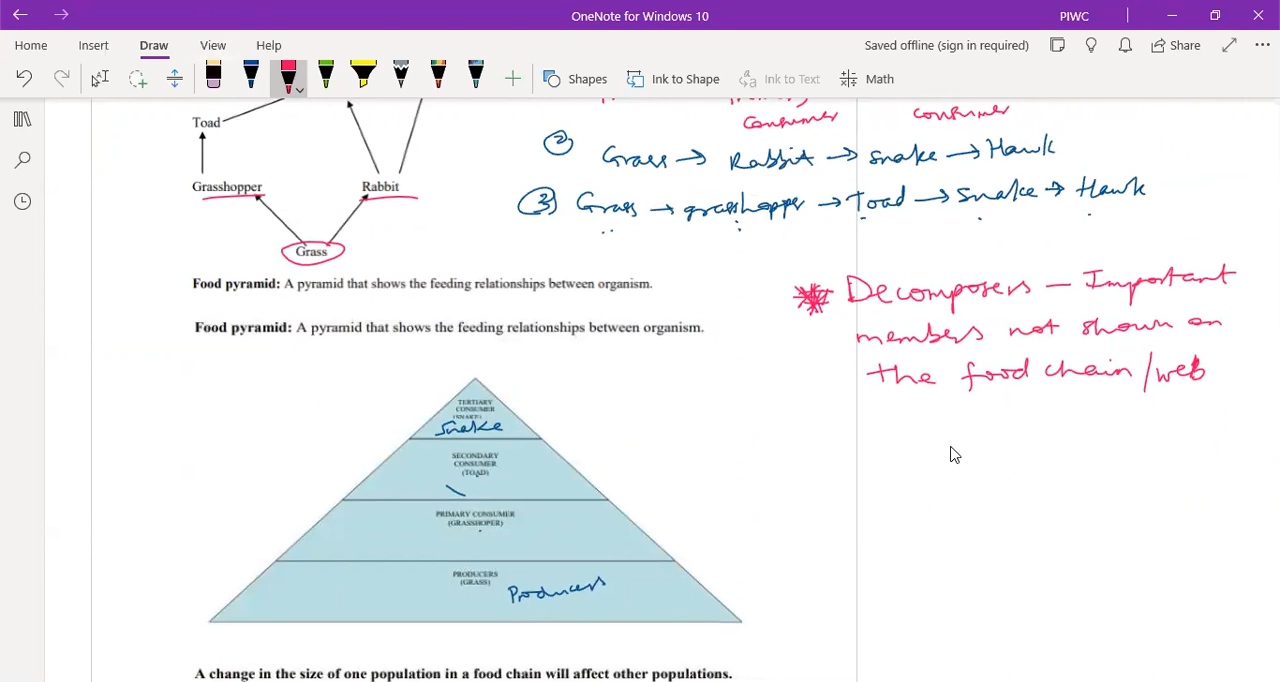 OneNote for Windows 10
PIWC
Home Insert Draw View Help
Saved offline (sign in required)
Share
Shapes
Ink to Shape
Ink to Text
Math
Consumer
consumer
Toad
② Grass → Rabbit → snake → Hawk
Grasshopper
Rabbit
③ Grass → grasshopper → Toad → snake → Hawk
Grass
Food pyramid: A pyramid that shows the feeding relationships between organism.
Decomposers – Important
members not shown on
the food chain/web
Food pyramid: A pyramid that shows the feeding relationships between organism.
TERTIARY
CONSUMER
(SNAKE)
Snake
SECONDARY
CONSUMER
(TOAD)
PRIMARY CONSUMER
(GRASSHOPER)
PRODUCERS
(GRASS)
Producers
A change in the size of one population in a food chain will affect other populations.